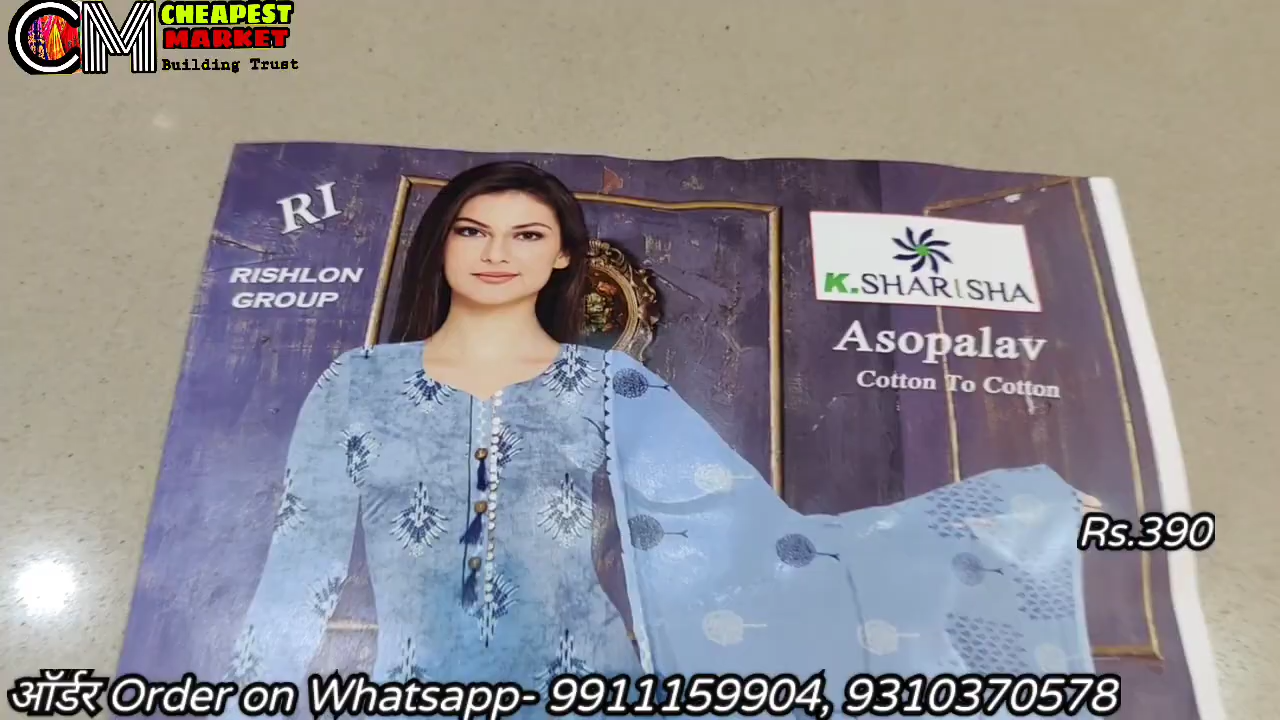 CM CHEAPEST
MARKET
Building Trust
RI
RISHLON
GROUP
K.SHARISHA
Asopalav
Cotton To Cotton
Rs.390
ऑर्डर Order on Whatsapp- 9911159904, 9310370578